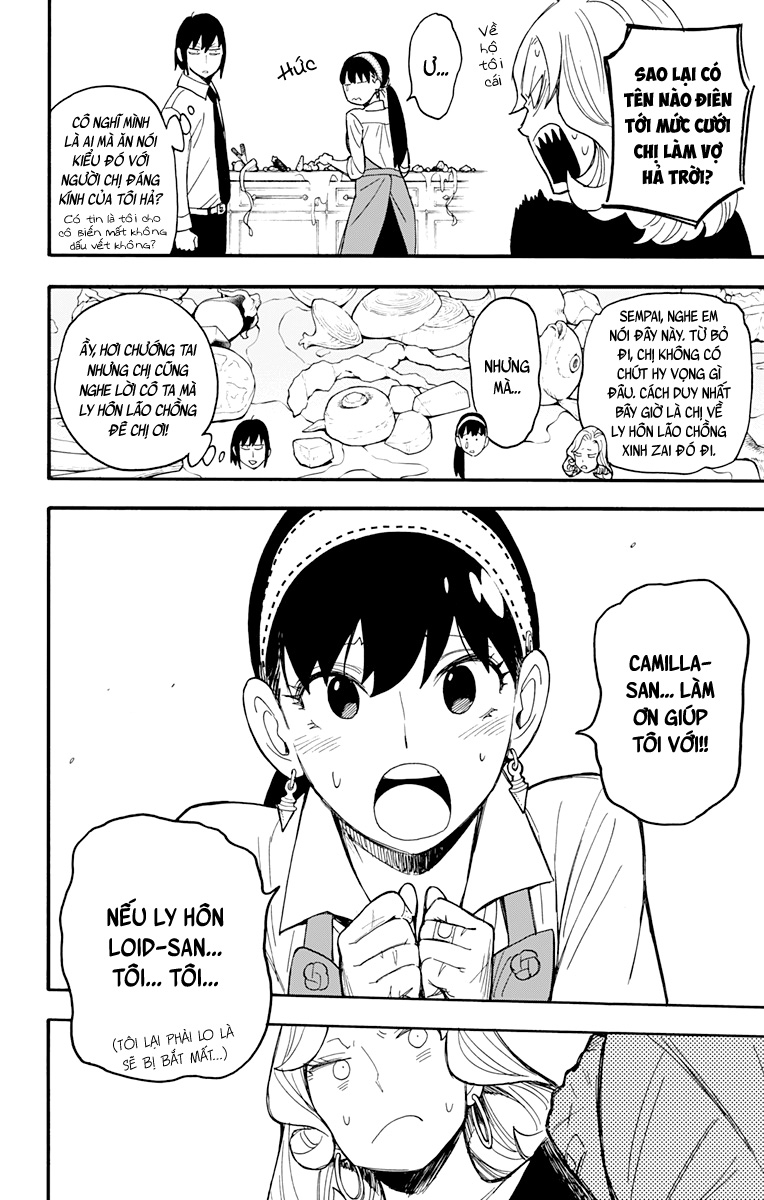 SAO LẠI CÓ
TÊN NÀO ĐIÊN
TỚI MỨC CƯỚI
CHỊ LÀM VỢ
HẢ TRỜI?
Về
hộ
tôi
cái
Ư...
HỨC
CÔ NGHĨ MÌNH
LÀ AI MÀ ĂN NÓI
KIỂU ĐÓ VỚI
NGƯỜI CHỊ ĐÁNG
KÍNH CỦA TÔI HẢ?
Có tin là tôi cho
cô biến mất không
dấu vết không?
SEMPAI, NGHE EM
NÓI ĐÂY NÀY. TỪ BỎ
ĐI, CHỊ KHÔNG CÓ
CHÚT HY VỌNG GÌ
ĐÂU. CÁCH DUY NHẤT
BÂY GIỜ LÀ CHỊ VỀ
LY HÔN LÃO CHỒNG
XINH ZAI ĐÓ ĐI.
NHƯNG
MÀ...
ẦY, HƠI CHƯỚNG TAI
NHƯNG CHỊ CŨNG
NGHE LỜI CÔ TA MÀ
LY HÔN LÃO CHỒNG
ĐÊ CHỊ ƠI!
CAMILLA-
SAN... LÀM
ƠN GIÚP
TÔI VỚI!!
NẾU LY HÔN
LOID-SAN...
TÔI... TÔI...
(TÔI LẠI PHẢI LO LÀ
SẼ BỊ BẮT MẤT...)